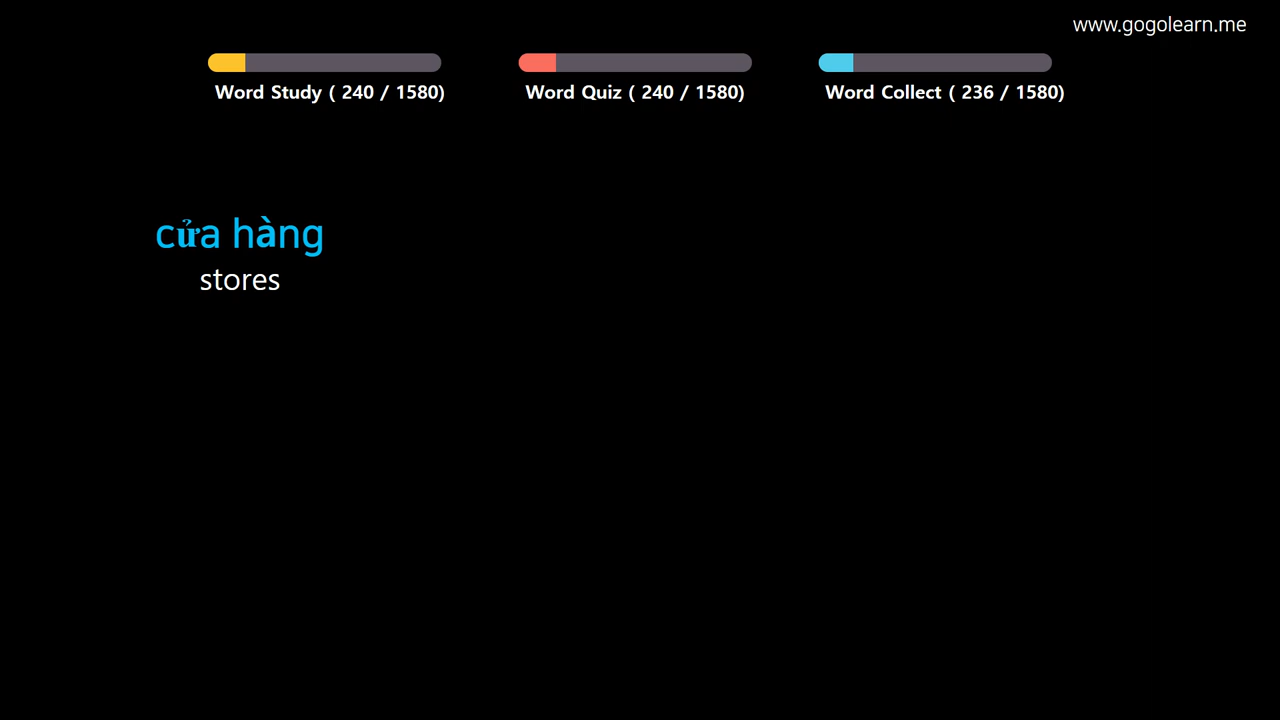 www.gogolearn.me
Word Study ( 240 / 1580)
Word Quiz ( 240 / 1580)
Word Collect ( 236 / 1580)
cửa hàng
stores